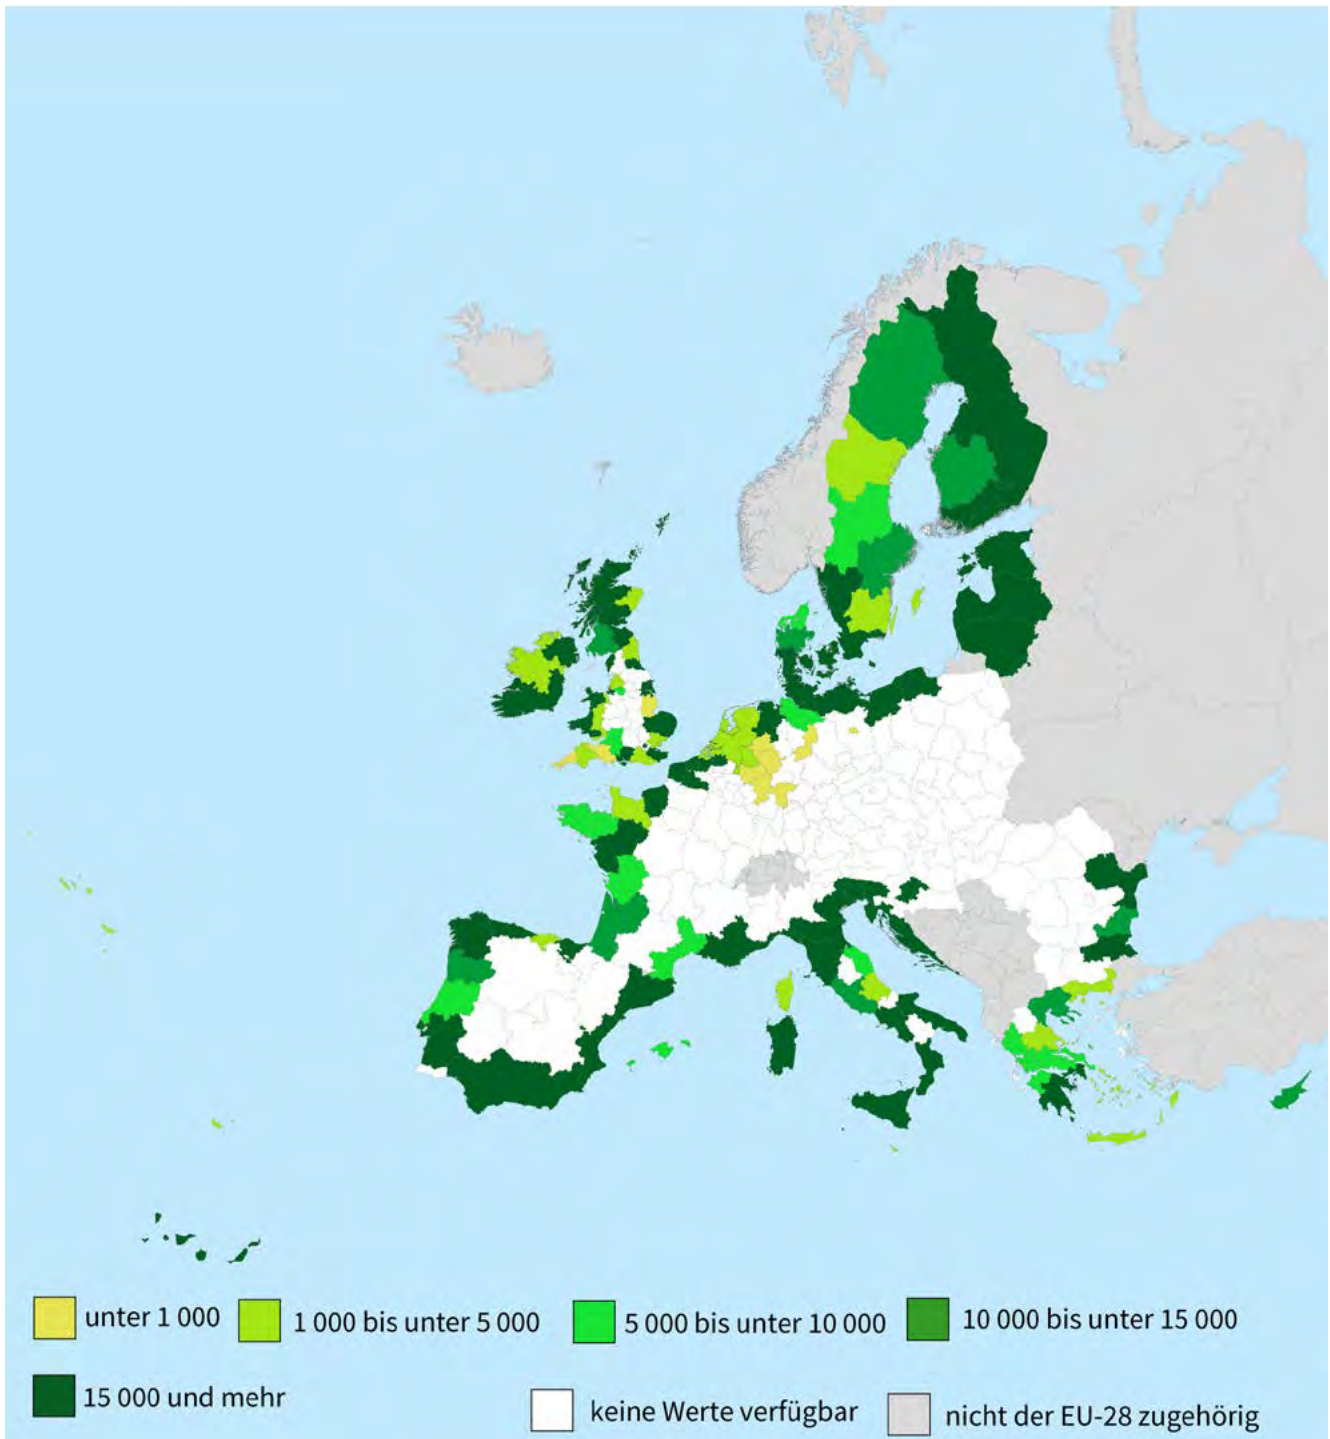 unter 1 000
1 000 bis unter 5 000
5 000 bis unter 10 000
10 000 bis unter 15 000
15 000 und mehr
keine Werte verfügbar
nicht der EU-28 zugehörig